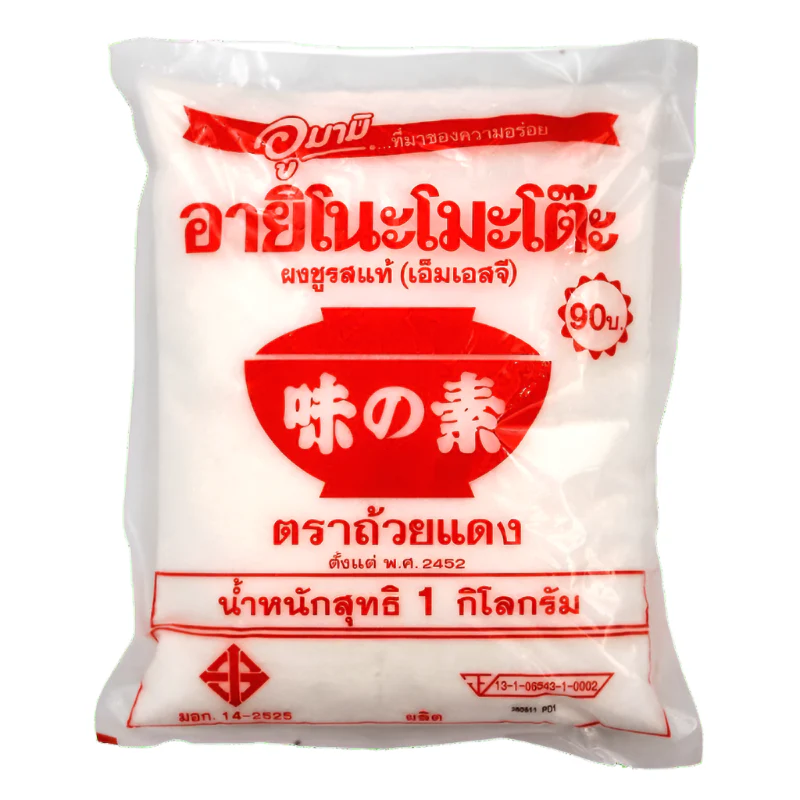 อูมามิ
...ที่มาของความอร่อย
อายิโนะโมะโต๊ะ
ผงชูรสแท้ (เอ็มเอสจี)
90บ.
味の素
ตราถ้วยแดง
ตั้งแต่ พ.ศ. 2452
น้ำหนักสุทธิ 1 กิโลกรัม
13-1-06543-1-0002
มอก. 14-2525
ผลิต
PD1